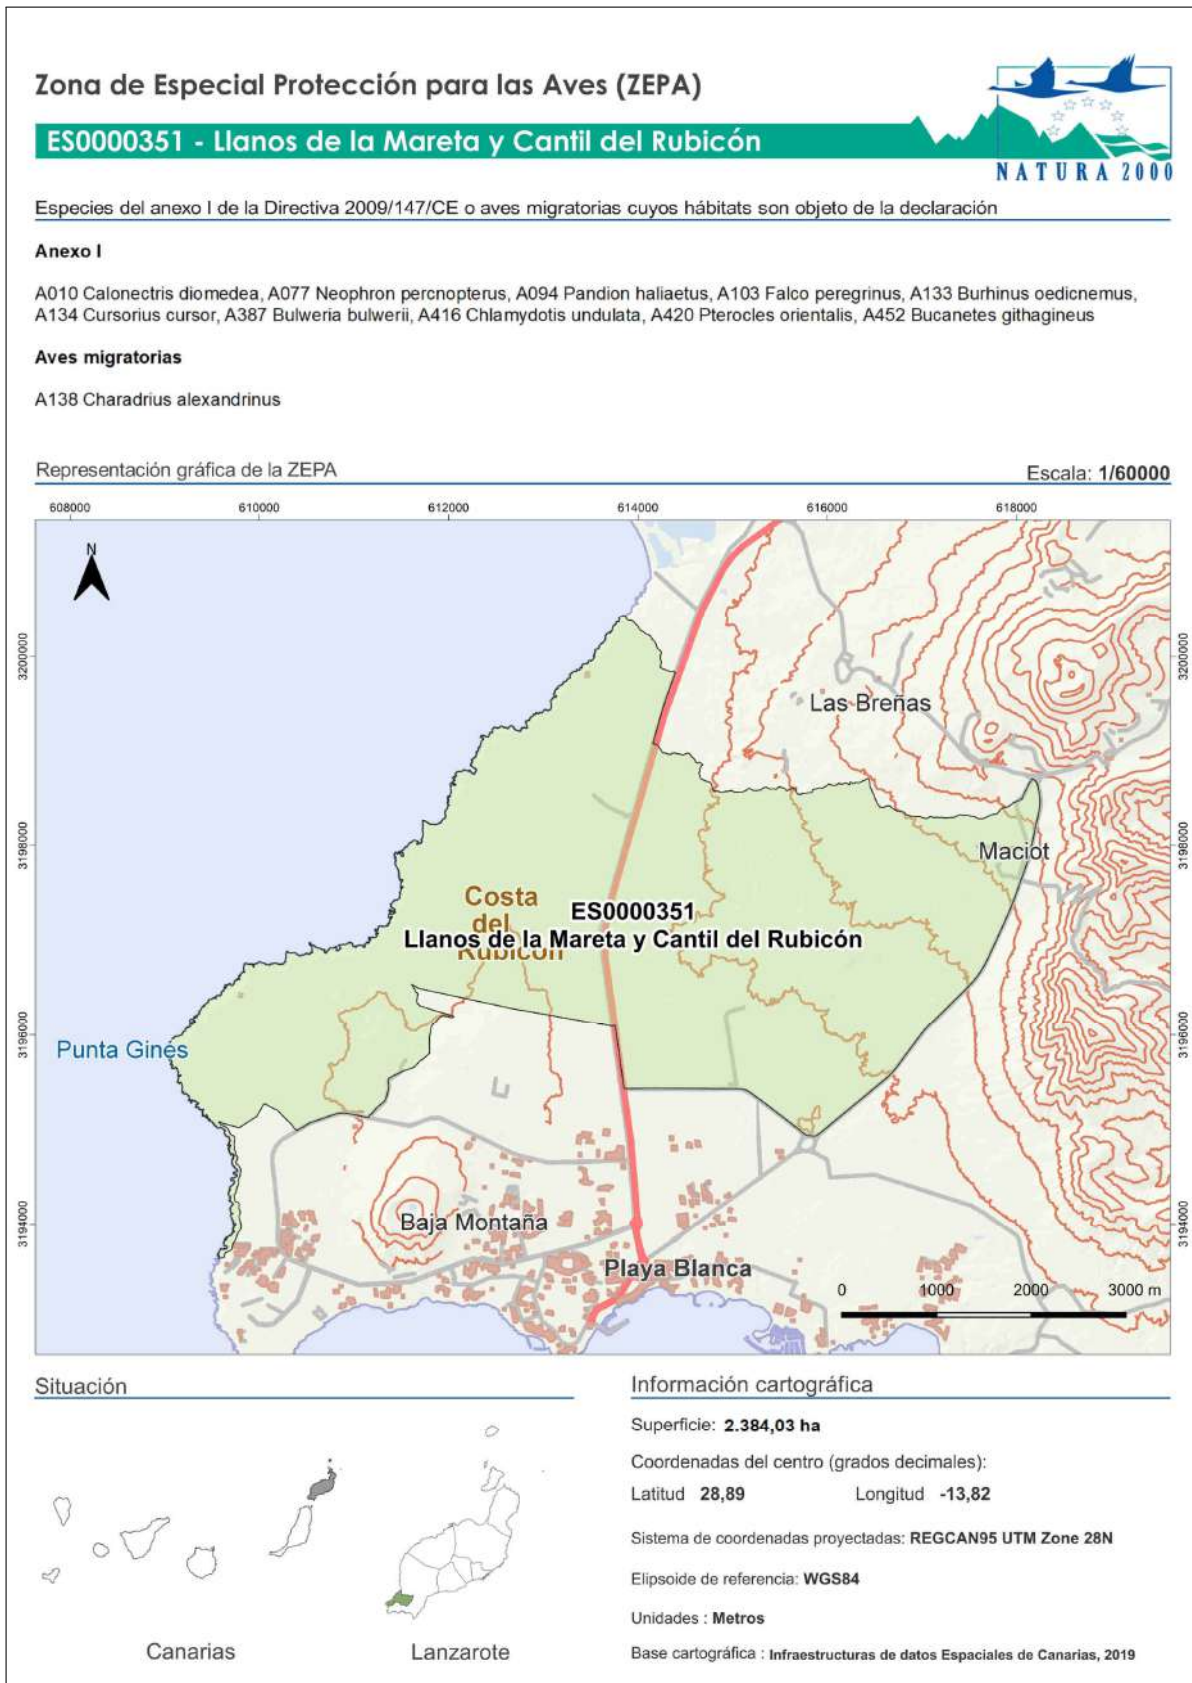 Zona de Especial Protección para las Aves (ZEPA)
ES0000351 - Llanos de la Mareta y Cantil del Rubicón
NATURA 2000
Especies del anexo I de la Directiva 2009/147/CE o aves migratorias cuyos hábitats son objeto de la declaración
Anexo I
A010 Calonectris diomedea, A077 Neophron percnopterus, A094 Pandion haliaetus, A103 Falco peregrinus, A133 Burhinus oedicnemus,
A134 Cursorius cursor, A387 Bulweria bulwerii, A416 Chlamydotis undulata, A420 Pterocles orientalis, A452 Bucanetes githagineus
Aves migratorias
A138 Charadrius alexandrinus
Representación gráfica de la ZEPA
Escala: 1/60000
608000 610000 612000 614000 616000 618000
N
3200000 3200000
Las Breñas
3198000 3198000
Maciot
Costa
del
Rubicón
ES0000351
Llanos de la Mareta y Cantil del Rubicón
3196000 3196000
Punta Ginés
3194000 3194000
Baja Montaña
Playa Blanca
0 1000 2000 3000 m
Situación
Canarias
Lanzarote
Información cartográfica
Superficie: 2.384,03 ha
Coordenadas del centro (grados decimales):
Latitud 28,89 Longitud -13,82
Sistema de coordenadas proyectadas: REGCAN95 UTM Zone 28N
Elipsoide de referencia: WGS84
Unidades : Metros
Base cartográfica : Infraestructuras de datos Espaciales de Canarias, 2019